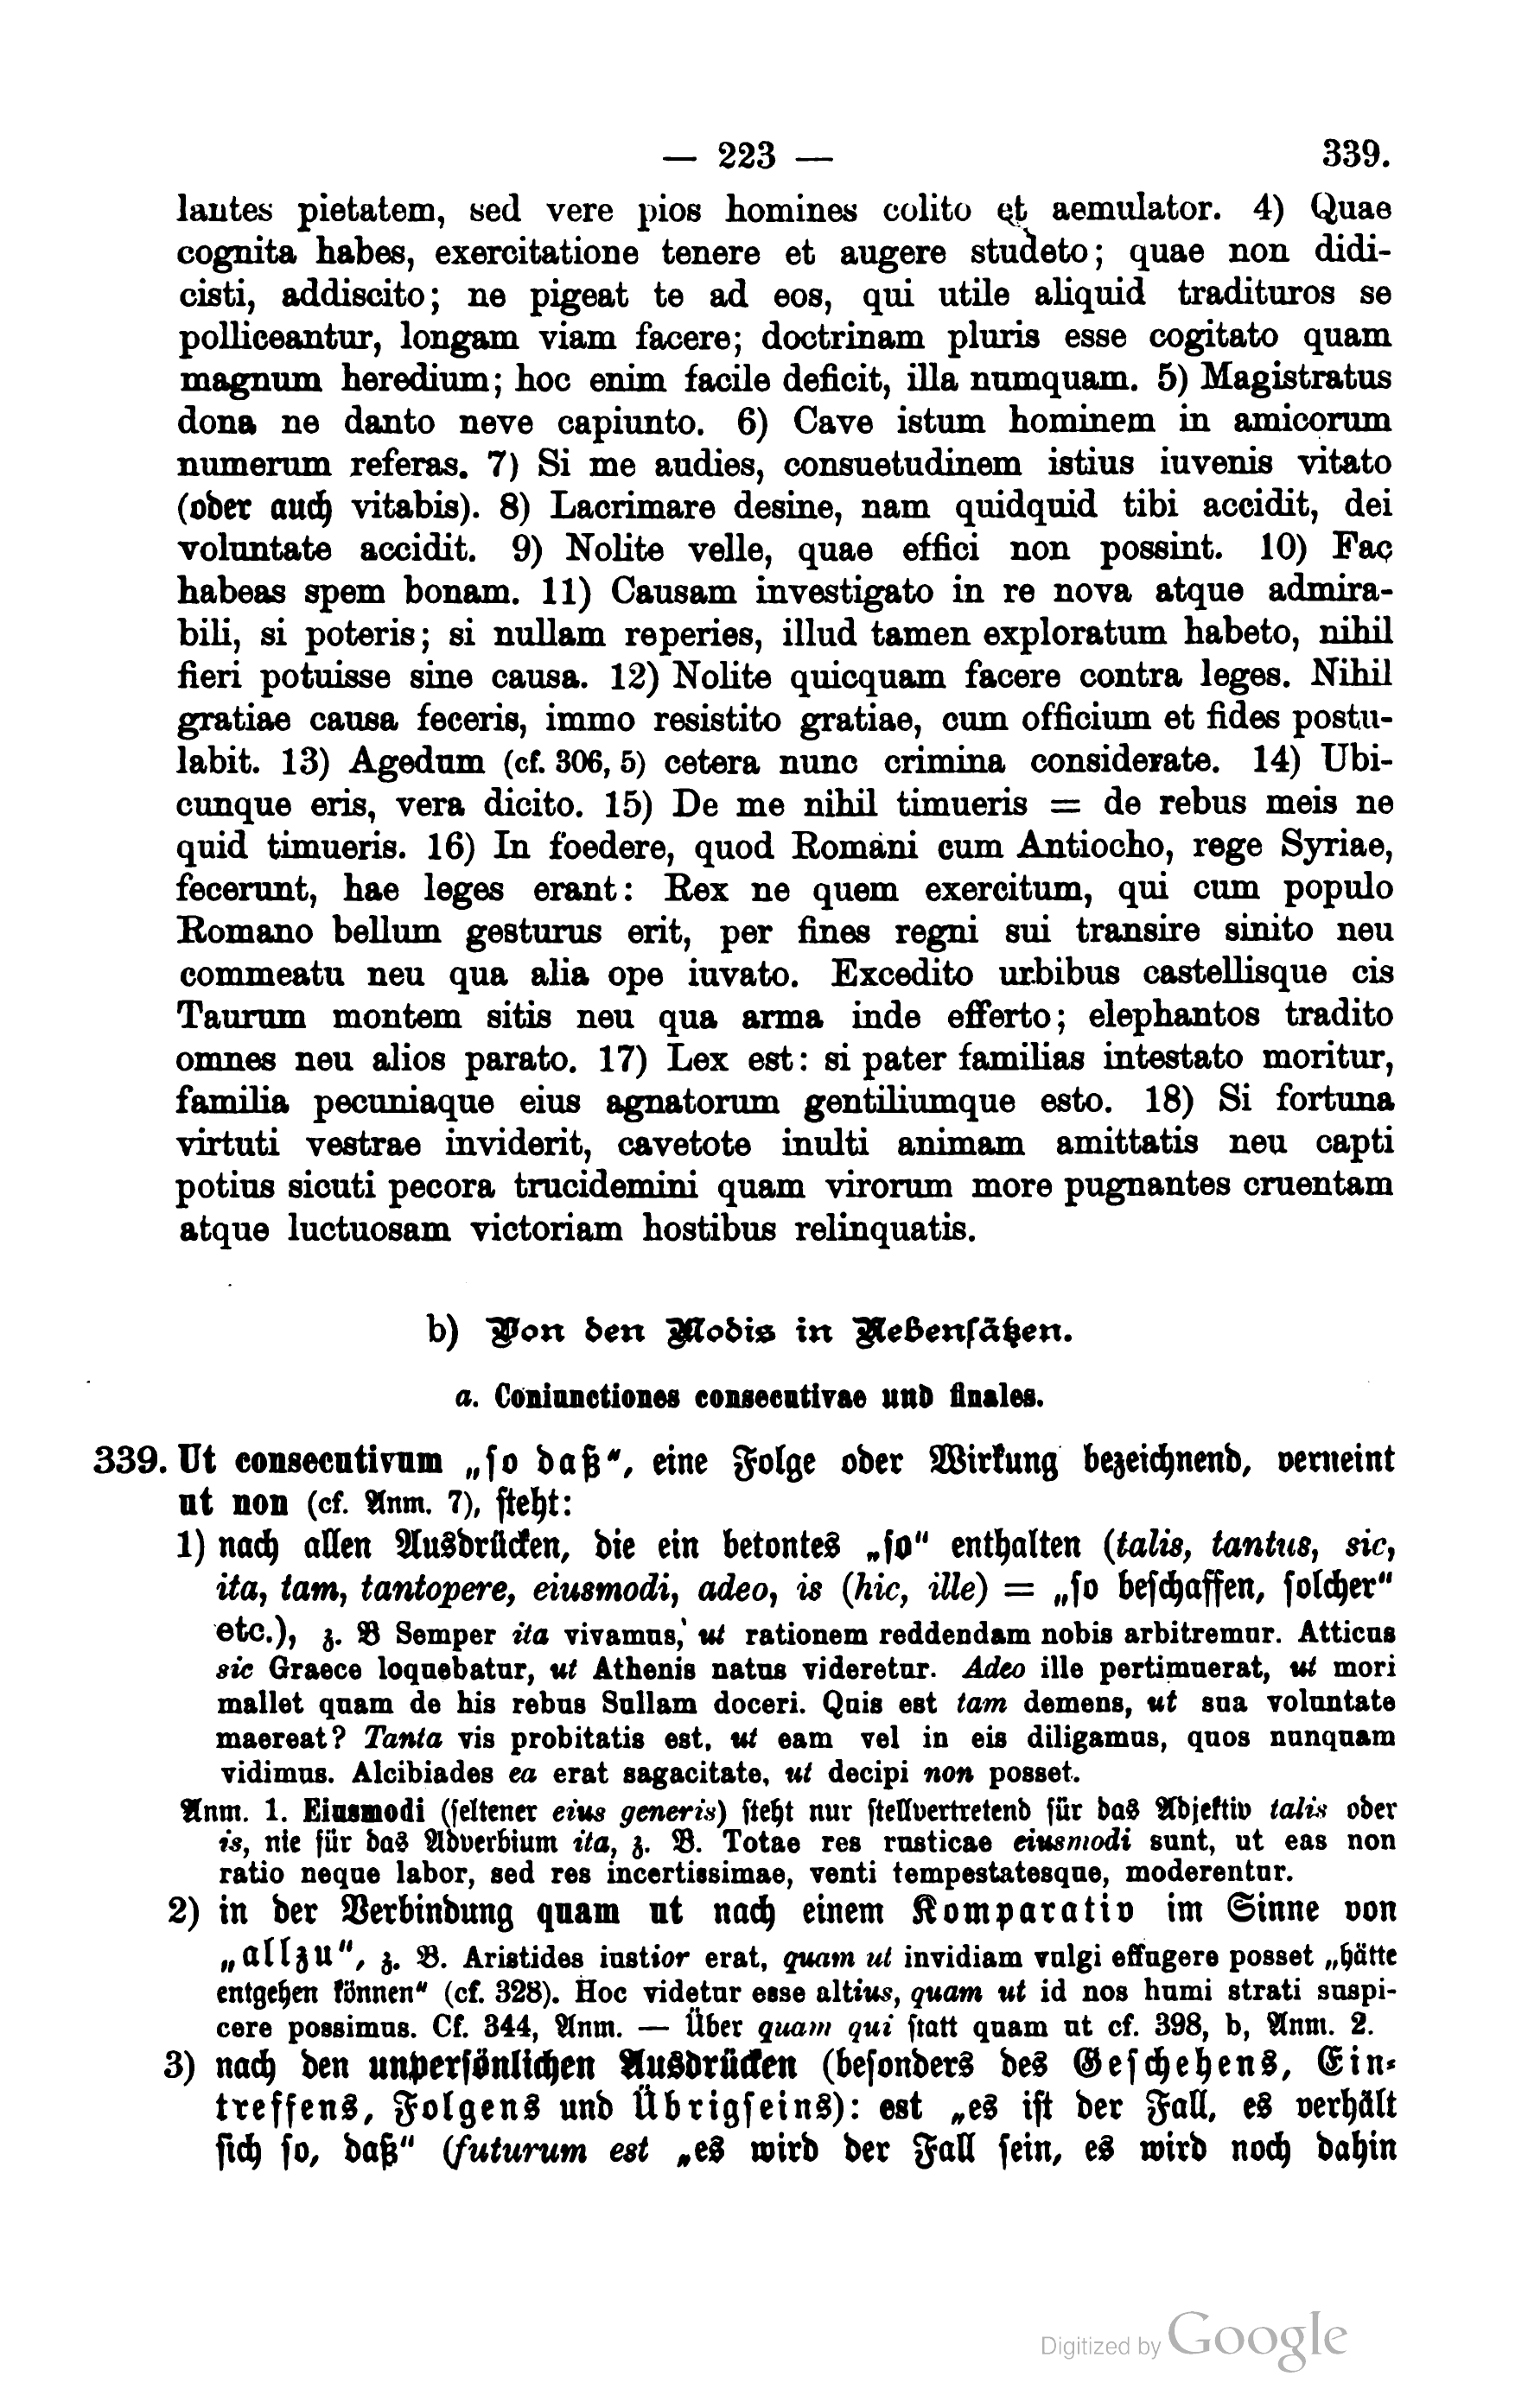 — 223 — 339.
lantes pietatem, sed vere pios homines colito et aemulator. 4) Quae
cognita habes, exercitatione tenere et augere studeto; quae non didi-
cisti, addiscito; ne pigeat te ad eos, qui utile aliquid tradituros se
polliceantur, longam viam facere; doctrinam pluris esse cogitato quam
magnum heredium; hoc enim facile deficit, illa numquam. 5) Magistratus
dona ne danto neve capiunto. 6) Cave istum hominem in amicorum
numerum referas. 7) Si me audies, consuetudinem istius iuvenis vitato
(oder auch vitabis). 8) Lacrimare desine, nam quidquid tibi accidit, dei
voluntate accidit. 9) Nolite velle, quae effici non possint. 10) Fac
habeas spem bonam. 11) Causam investigato in re nova atque admira-
bili, si poteris; si nullam reperies, illud tamen exploratum habeto, nihil
fieri potuisse sine causa. 12) Nolite quicquam facere contra leges. Nihil
gratiae causa feceris, immo resistito gratiae, cum officium et fides postu-
labit. 13) Agedum (cf. 306, 5) cetera nunc crimina considerate. 14) Ubi-
cunque eris, vera dicito. 15) De me nihil timueris = de rebus meis ne
quid timueris. 16) In foedere, quod Romani cum Antiocho, rege Syriae,
fecerunt, hae leges erant: Rex ne quem exercitum, qui cum populo
Romano bellum gesturus erit, per fines regni sui transire sinito neu
commeatu neu qua alia ope iuvato. Excedito urbibus castellisque cis
Taurum montem sitis neu qua arma inde efferto; elephantos tradito
omnes neu alios parato. 17) Lex est: si pater familias intestato moritur,
familia pecuniaque eius agnatorum gentiliumque esto. 18) Si fortuna
virtuti vestrae inviderit, cavetote inulti animam amittatis neu capti
potius sicuti pecora trucidemini quam virorum more pugnantes cruentam
atque luctuosam victoriam hostibus relinquatis.
b) Von den Modis in Nebensätzen.
a. Coniunctiones consecutivae und finales.
339. Ut consecutivum „so daß“, eine Folge oder Wirkung bezeichnend, verneint
ut non (cf. Anm. 7), steht:
1) nach allen Ausdrücken, die ein betontes „so“ enthalten (talis, tantus, sic,
ita, tam, tantopere, eiusmodi, adeo, is (hic, ille) = „so beschaffen, solcher“
etc.), z. B Semper ita vivamus, ut rationem reddendam nobis arbitremur. Atticus
sic Graece loquebatur, ut Athenis natus videretur. Adeo ille pertimuerat, ut mori
mallet quam de his rebus Sullam doceri. Quis est tam demens, ut sua voluntate
maereat? Tanta vis probitatis est, ut eam vel in eis diligamus, quos nunquam
vidimus. Alcibiades ea erat sagacitate, ut decipi non posset.
Anm. 1. Eiusmodi (seltener eius generis) steht nur stellvertretend für das Adjektiv talis oder
is, nie für das Adverbium ita, z. B. Totae res rusticae eiusmodi sunt, ut eas non
ratio neque labor, sed res incertissimae, venti tempestatesque, moderentur.
2) in der Verbindung quam ut nach einem Komparativ im Sinne von
„allzu“, z. B. Aristides iustior erat, quam ut invidiam vulgi effugere posset „hätte
entgehen können“ (cf. 328). Hoc videtur esse altius, quam ut id nos humi strati suspi-
cere possimus. Cf. 344, Anm. — Über quam qui statt quam ut cf. 398, b, Anm. 2.
3) nach den unpersönlichen Ausdrücken (besonders des Geschehens, Ein-
treffens, Folgens und Übrigseins): est „es ist der Fall, es verhält
sich so, daß“ (futurum est „es wird der Fall sein, es wird noch dahin
Digitized by Google